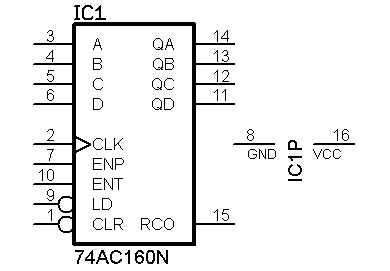 IC1
3 A QA 14
4 B QB 13
5 C QC 12
6 D QD 11
2 CLK
7 ENP
10 ENT
9 LD
1 CLR RCO 15
74AC160N
8 GND IC1P 16 VCC